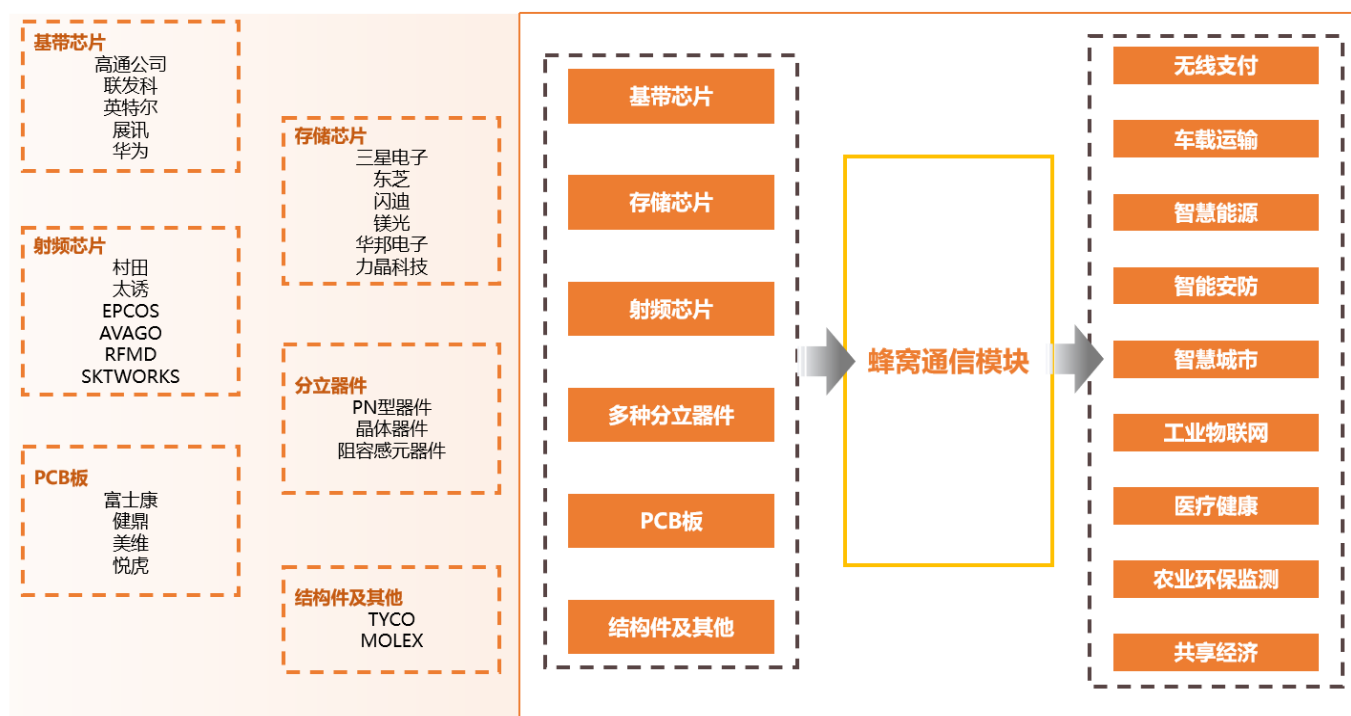 基带芯片
高通公司
联发科
英特尔
展讯
华为
射频芯片
村田
太诱
EPCOS
AVAGO
RFMD
SKTWORKS
PCB板
富士康
健鼎
美维
悦虎
存储芯片
三星电子
东芝
闪迪
镁光
华邦电子
力晶科技
分立器件
PN型器件
晶体器件
阻容感元器件
结构件及其他
TYCO
MOLEX
基带芯片
存储芯片
射频芯片
多种分立器件
PCB板
结构件及其他
蜂窝通信模块
无线支付
车载运输
智慧能源
智能安防
智慧城市
工业物联网
医疗健康
农业环保监测
共享经济